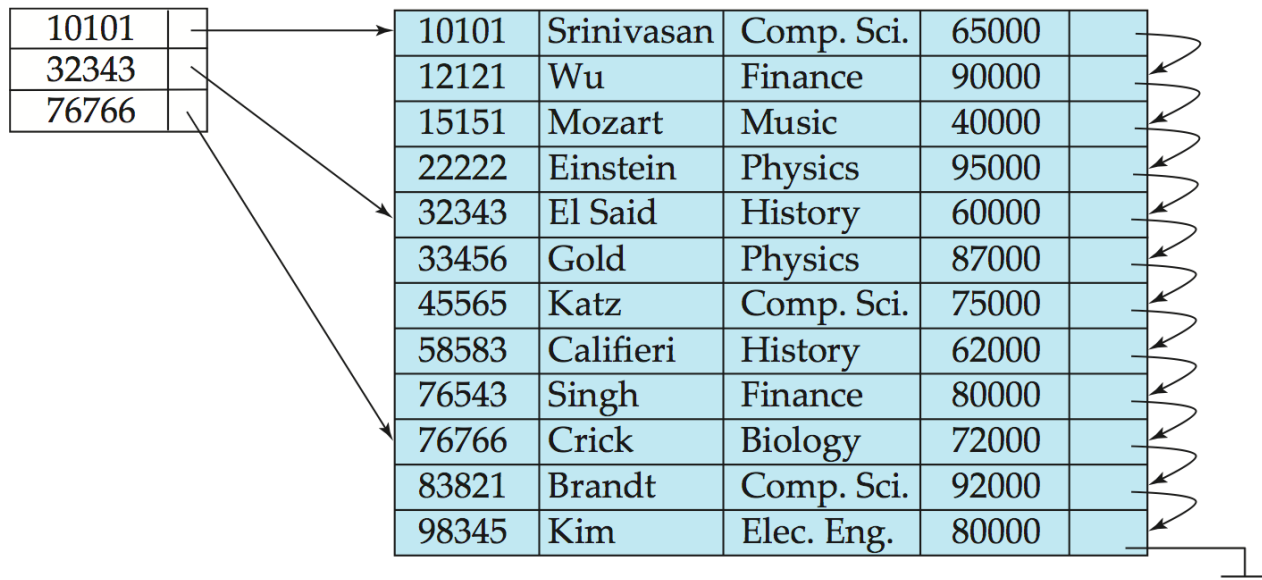 10101
32343
76766
10101 Srinivasan Comp. Sci. 65000
12121 Wu Finance 90000
15151 Mozart Music 40000
22222 Einstein Physics 95000
32343 El Said History 60000
33456 Gold Physics 87000
45565 Katz Comp. Sci. 75000
58583 Califieri History 62000
76543 Singh Finance 80000
76766 Crick Biology 72000
83821 Brandt Comp. Sci. 92000
98345 Kim Elec. Eng. 80000